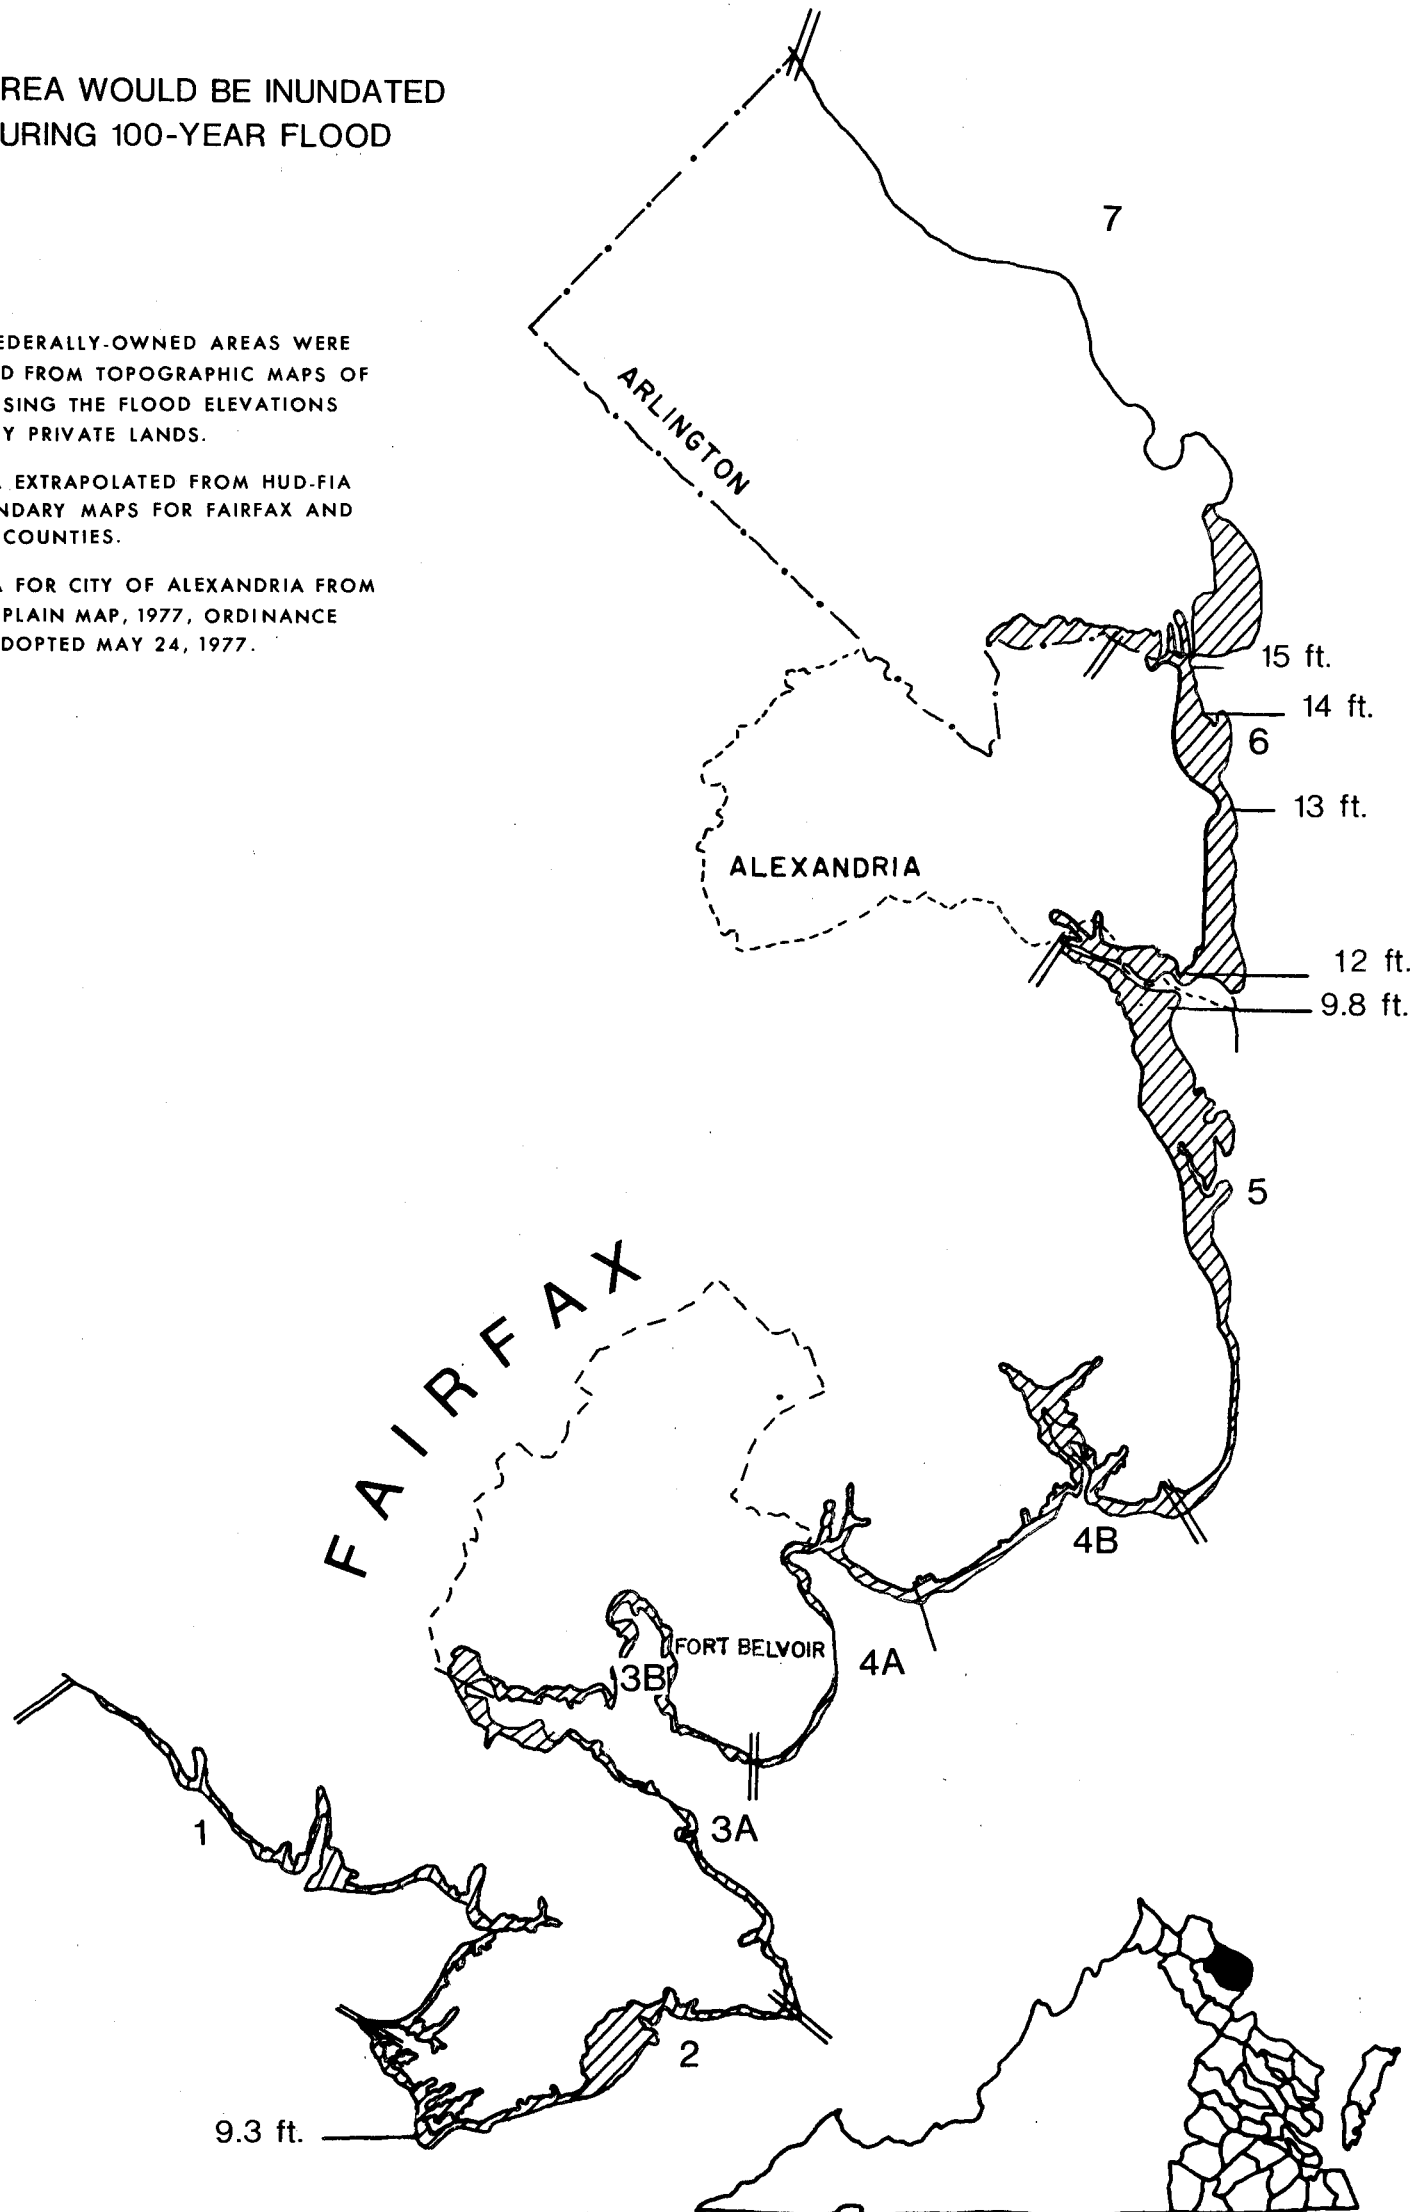 REA WOULD BE INUNDATED
URING 100-YEAR FLOOD
7
EDERALLY-OWNED AREAS WERE
D FROM TOPOGRAPHIC MAPS OF
SING THE FLOOD ELEVATIONS
Y PRIVATE LANDS.
EXTRAPOLATED FROM HUD-FIA
NDARY MAPS FOR FAIRFAX AND
COUNTIES.
A FOR CITY OF ALEXANDRIA FROM
PLAIN MAP, 1977, ORDINANCE
DOPTED MAY 24, 1977.
ARLINGTON
15 ft.
14 ft.
6
13 ft.
ALEXANDRIA
12 ft.
9.8 ft.
5
FAIRFAX
4B
FORT BELVOIR
4A
3B
3A
1
2
9.3 ft.